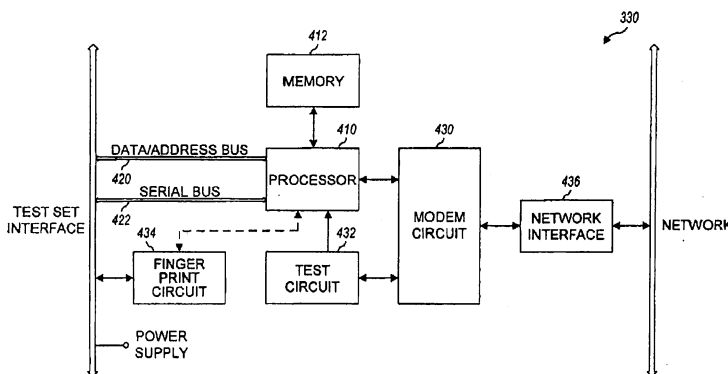 330
412
MEMORY
DATA/ADDRESS BUS
420
410
PROCESSOR
430
MODEM
CIRCUIT
SERIAL BUS
422
TEST SET
INTERFACE
434
FINGER
PRINT
CIRCUIT
432
TEST
CIRCUIT
436
NETWORK
INTERFACE
NETWORK
POWER
SUPPLY